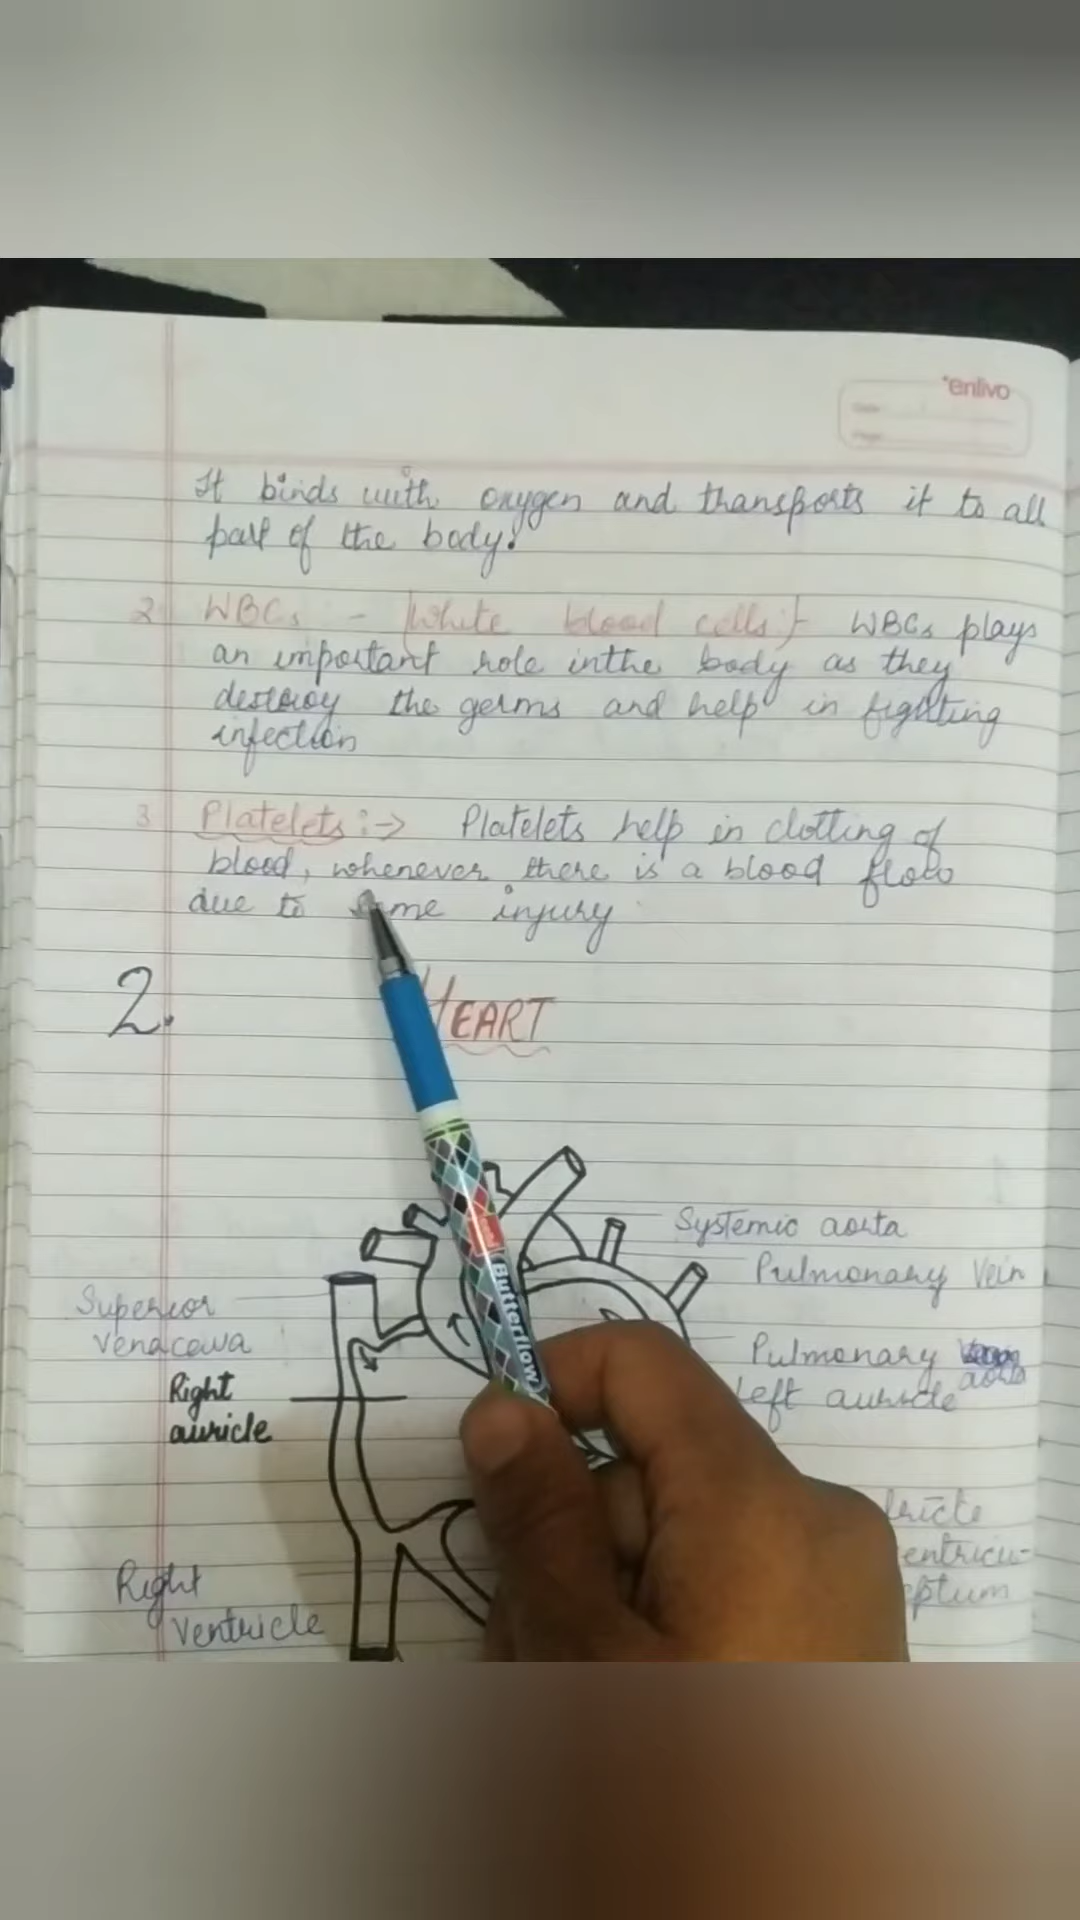 enlivo
It binds with oxygen and transports it to all
part of the body.
2 WBCs - (White blood cells)- WBCs plays
an important role inthe body as they
destroy the germs and help in fighting
infection
3 Platelets :-> Platelets help in clotting of
blood, whenever there is a blood flow
due to some injury
2. HEART
Systemic aorta
Pulmonary Vein
Superior
venacava
Pulmonary
aorta
Right
auricle
left auricle
Right
ventricle
Butterflow